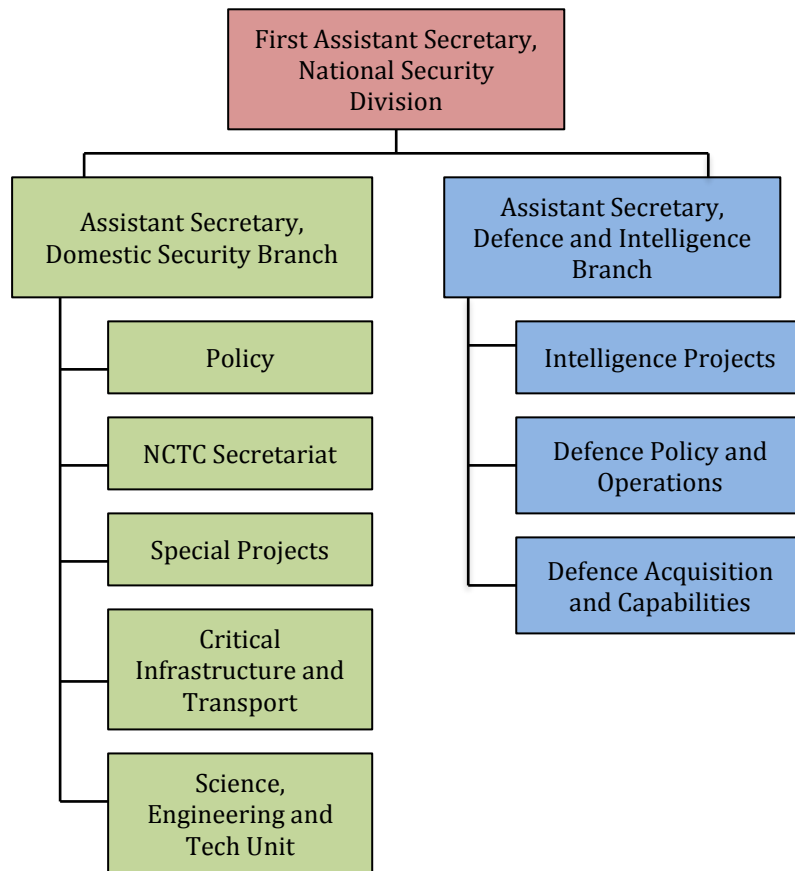 First Assistant Secretary,
National Security
Division
Assistant Secretary,
Domestic Security Branch
Policy
NCTC Secretariat
Special Projects
Critical
Infrastructure and
Transport
Science,
Engineering and
Tech Unit
Assistant Secretary,
Defence and Intelligence
Branch
Intelligence Projects
Defence Policy and
Operations
Defence Acquisition
and Capabilities